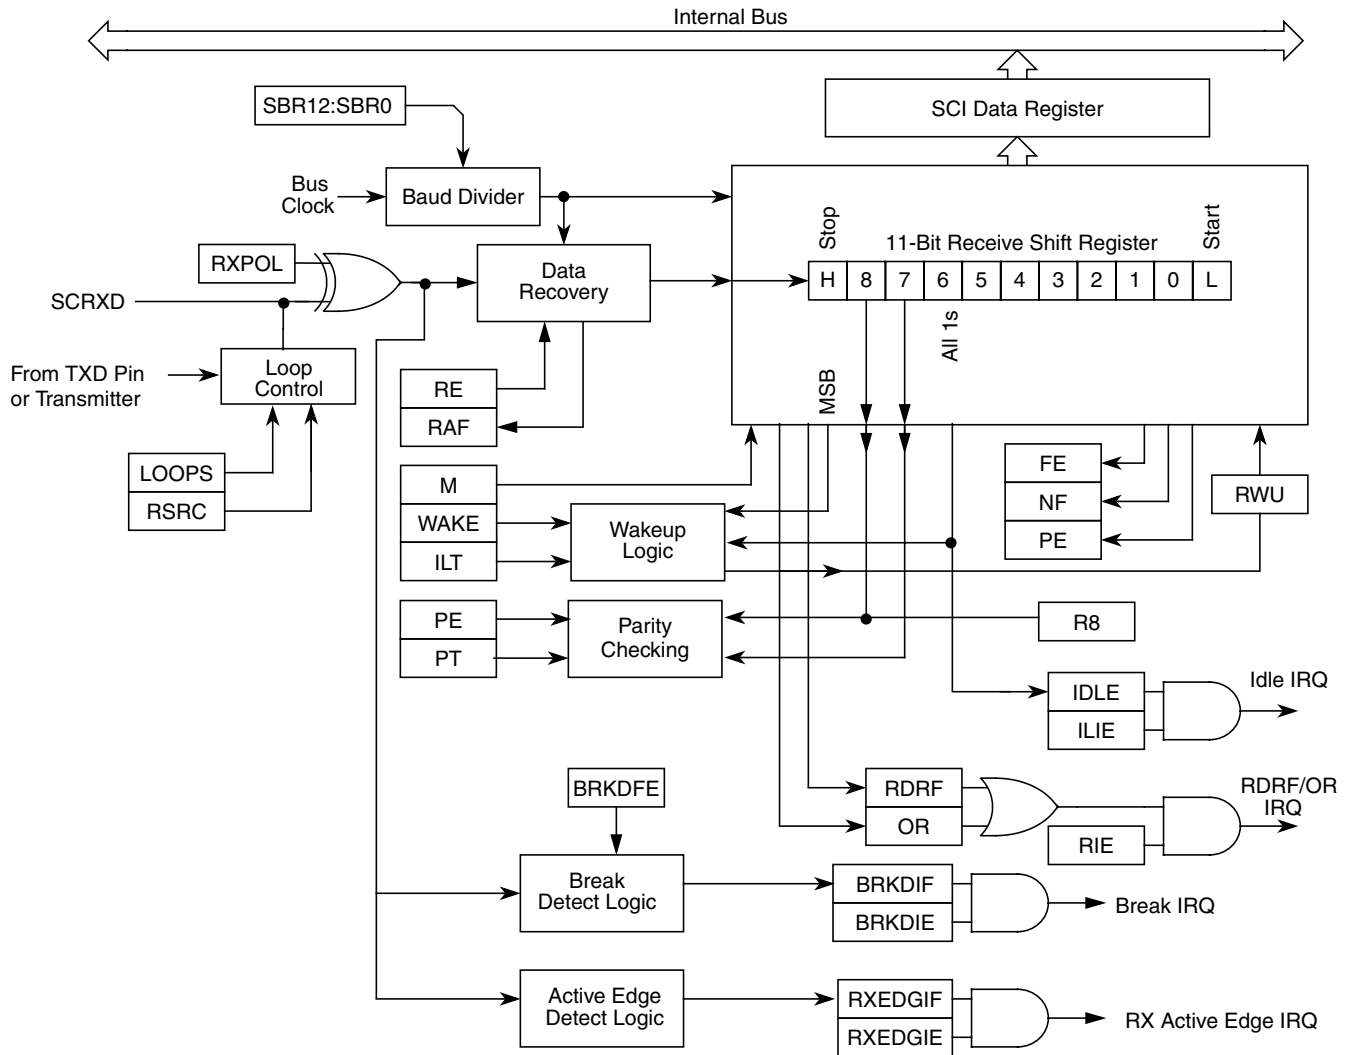 Internal Bus
SBR12:SBR0
SCI Data Register
Bus
Clock
Baud Divider
RXPOL
Data
Recovery
Stop
11-Bit Receive Shift Register
Start
H 8 7 6 5 4 3 2 1 0 L
SCRXD
All 1s
MSB
From TXD Pin
or Transmitter
Loop
Control
RE
RAF
LOOPS
RSRC
M
WAKE
ILT
Wakeup
Logic
FE
NF
PE
RWU
PE
PT
Parity
Checking
R8
IDLE
ILIE
Idle IRQ
BRKDFE
RDRF
OR
RIE
RDRF/OR
IRQ
Break
Detect Logic
BRKDIF
BRKDIE
Break IRQ
Active Edge
Detect Logic
RXEDGIF
RXEDGIE
RX Active Edge IRQ